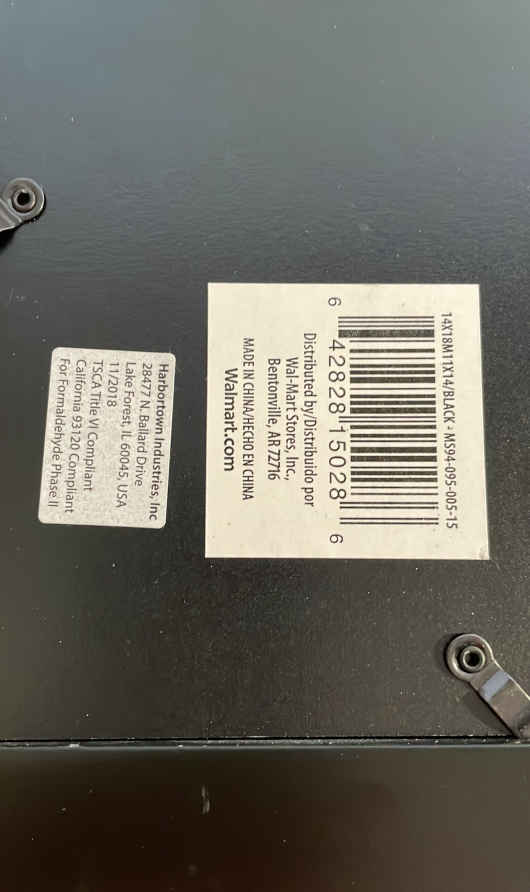 14X18M11X14/BLACK - MS94-095-005-15
6 42828 15028 6
Distributed by/Distribuido por
Wal-Mart Stores, Inc.,
Bentonville, AR 72716
MADE IN CHINA/HECHO EN CHINA
Walmart.com
Harbortown Industries, Inc
28477 N. Ballard Drive
Lake Forest, IL 60045, USA
11/2018
TSCA Title VI Compliant
California 93120 Compliant
For Formaldehyde Phase II